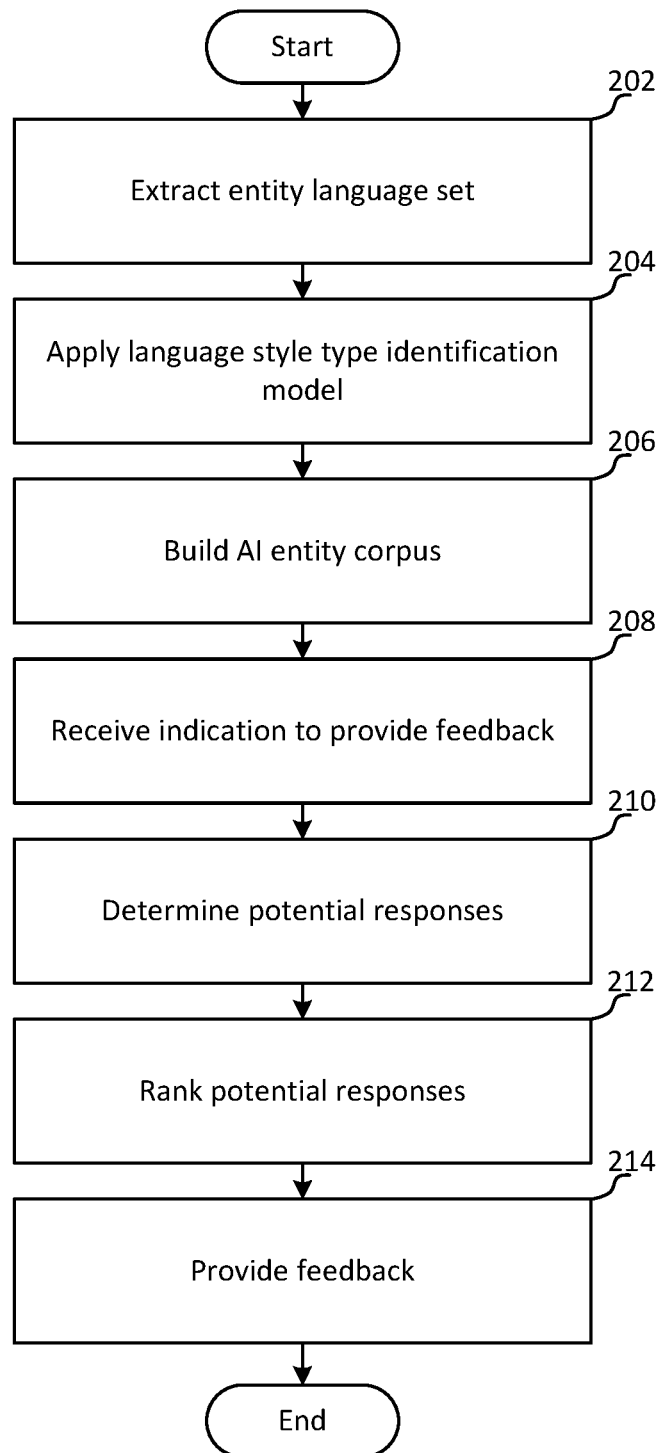 Start
202
Extract entity language set
204
Apply language style type identification
model
206
Build AI entity corpus
208
Receive indication to provide feedback
210
Determine potential responses
212
Rank potential responses
214
Provide feedback
End